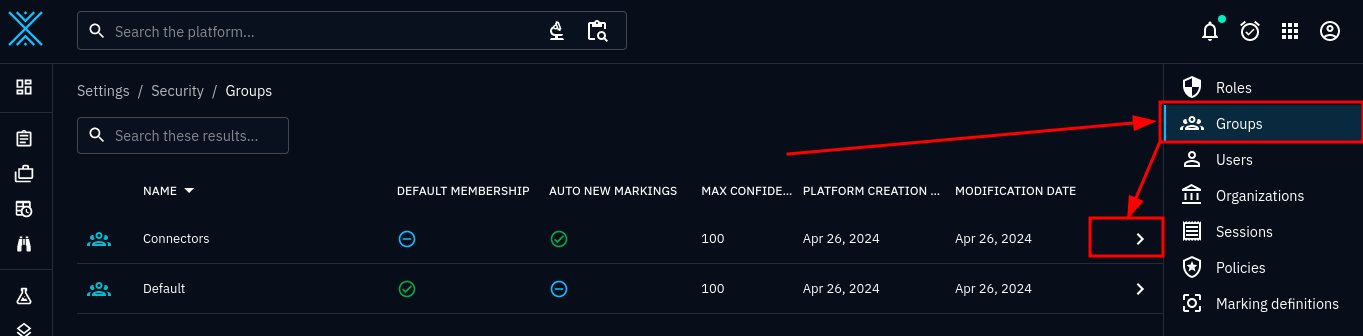 Search the platform...
Settings / Security / Groups
Search these results...
NAME DEFAULT MEMBERSHIP AUTO NEW MARKINGS MAX CONFIDE... PLATFORM CREATION ... MODIFICATION DATE
Connectors 100 Apr 26, 2024 Apr 26, 2024
Default 100 Apr 26, 2024 Apr 26, 2024
Roles
Groups
Users
Organizations
Sessions
Policies
Marking definitions